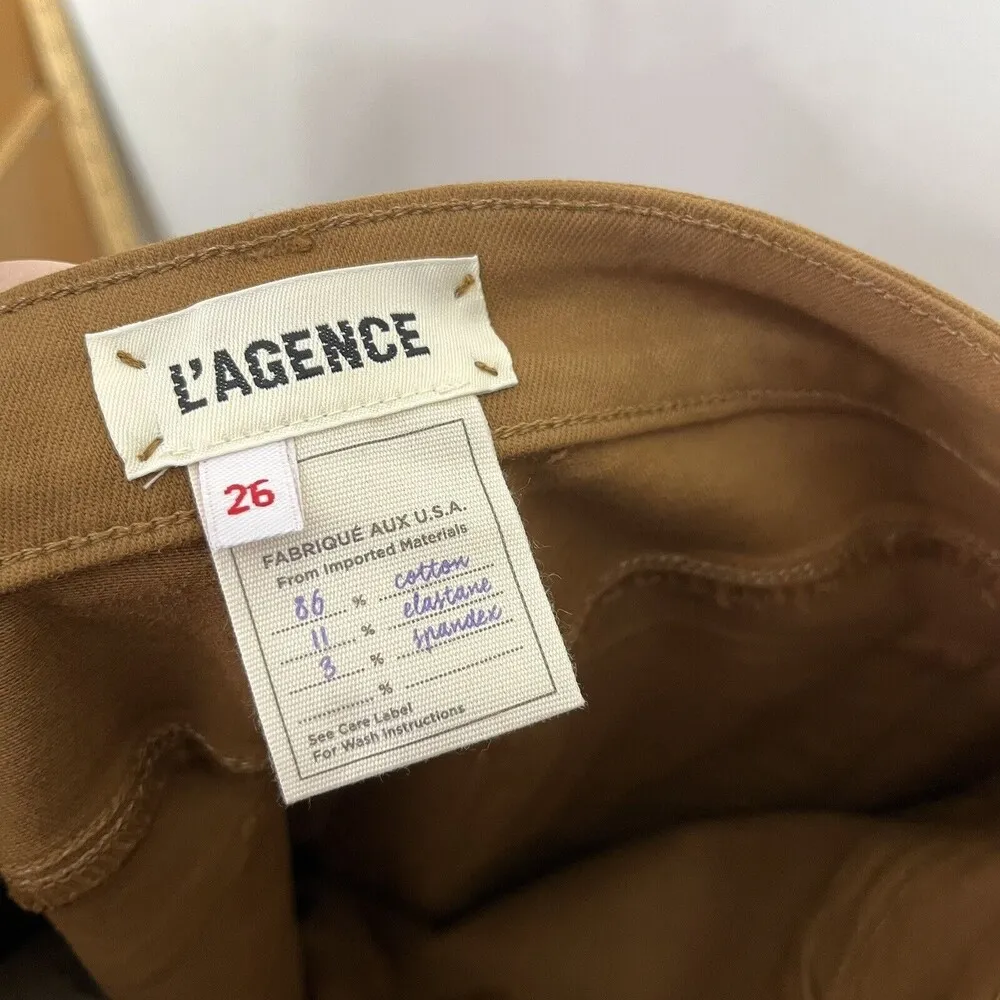 L'AGENCE
26
FABRIQUÉ AUX U.S.A.
From Imported Materials
86 % cotton
11 % elastane
3 % spandex
%
See Care Label
For Wash Instructions